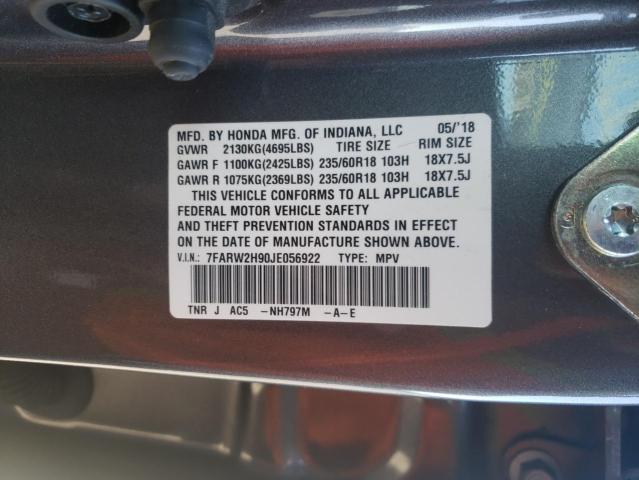 MFD. BY HONDA MFG. OF INDIANA, LLC 05/'18
GVWR 2130KG(4695LBS) TIRE SIZE RIM SIZE
GAWR F 1100KG(2425LBS) 235/60R18 103H 18X7.5J
GAWR R 1075KG(2369LBS) 235/60R18 103H 18X7.5J
THIS VEHICLE CONFORMS TO ALL APPLICABLE
FEDERAL MOTOR VEHICLE SAFETY
AND THEFT PREVENTION STANDARDS IN EFFECT
ON THE DATE OF MANUFACTURE SHOWN ABOVE.
V.I.N.: 7FARW2H90JE056922 TYPE: MPV
TNR J AC5 -NH797M -A-E